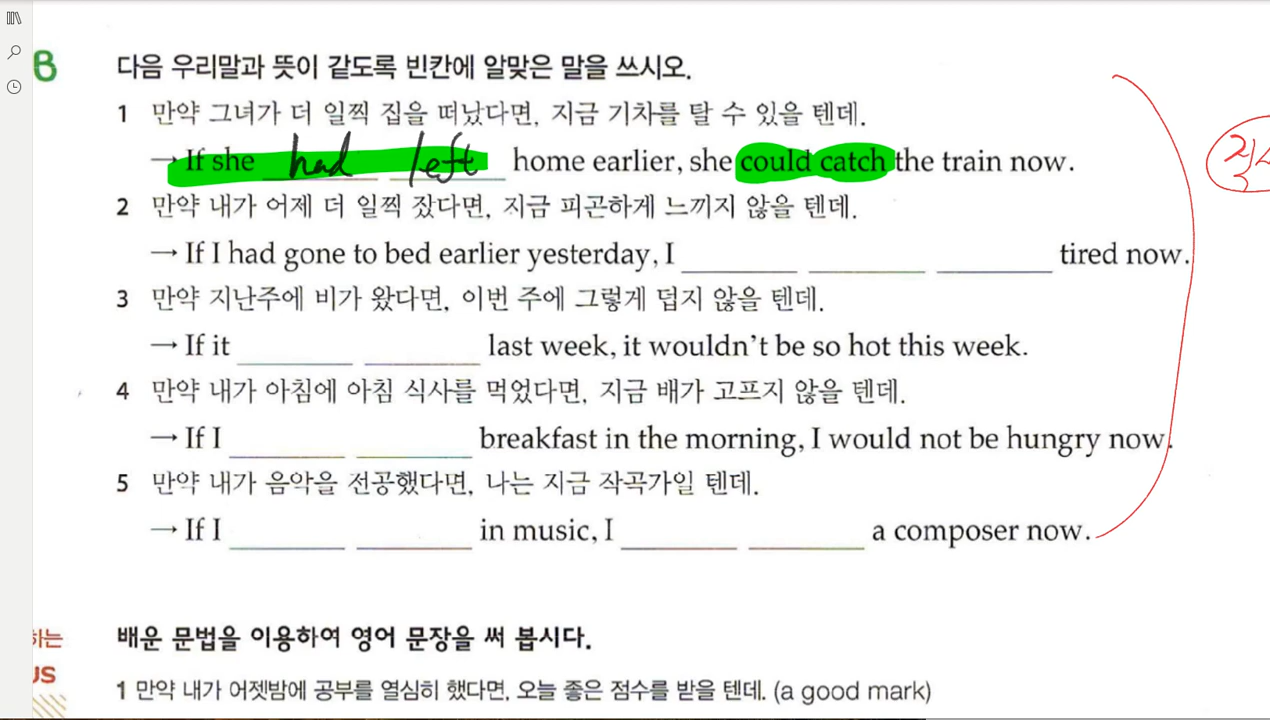 B 다음 우리말과 뜻이 같도록 빈칸에 알맞은 말을 쓰시오.
1 만약 그녀가 더 일찍 집을 떠났다면, 지금 기차를 탈 수 있을 텐데.
→ If she had left home earlier, she could catch the train now.
2 만약 내가 어제 더 일찍 잤다면, 지금 피곤하게 느끼지 않을 텐데.
→ If I had gone to bed earlier yesterday, I tired now.
3 만약 지난주에 비가 왔다면, 이번 주에 그렇게 덥지 않을 텐데.
→ If it last week, it wouldn't be so hot this week.
4 만약 내가 아침에 아침 식사를 먹었다면, 지금 배가 고프지 않을 텐데.
→ If I breakfast in the morning, I would not be hungry now.
5 만약 내가 음악을 전공했다면, 나는 지금 작곡가일 텐데.
→ If I in music, I a composer now.
하는 배운 문법을 이용하여 영어 문장을 써 봅시다.
US
1 만약 내가 어젯밤에 공부를 열심히 했다면, 오늘 좋은 점수를 받을 텐데. (a good mark)